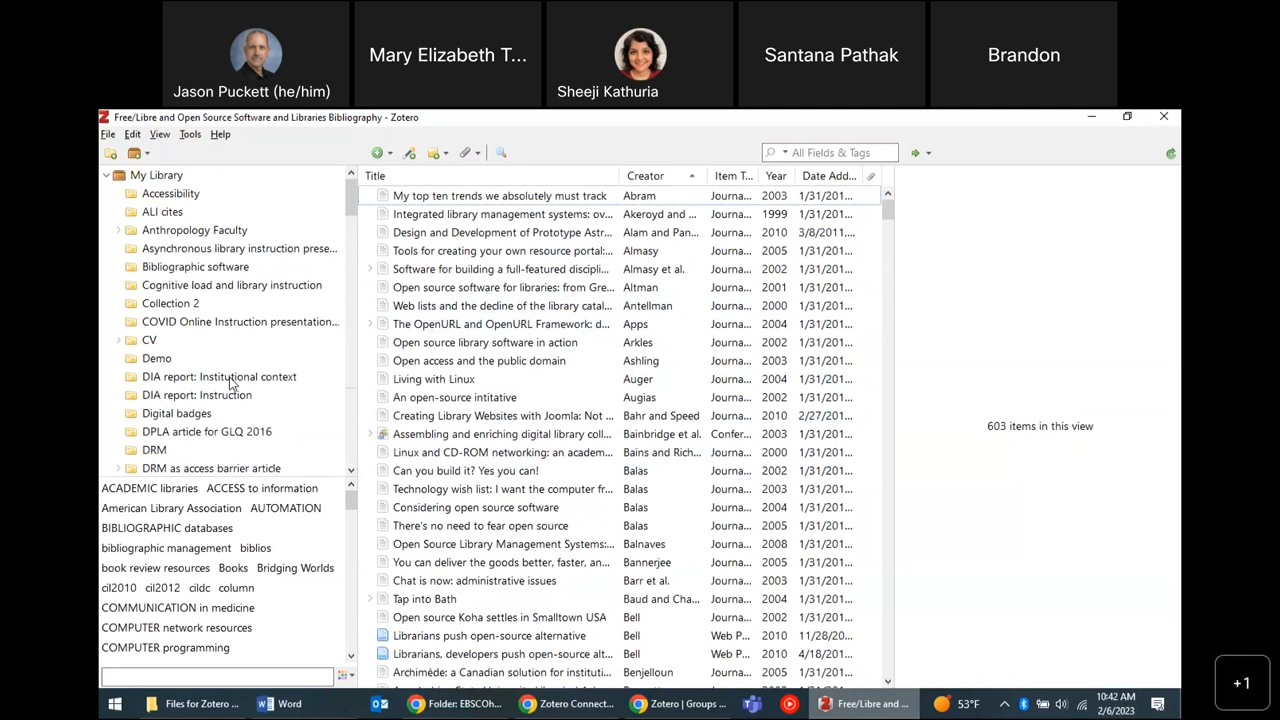 Jason Puckett (he/him)
Mary Elizabeth T...
Sheeji Kathuria
Santana Pathak
Brandon
Free/Libre and Open Source Software and Libraries Bibliography - Zotero
File Edit View Tools Help
All Fields & Tags
My Library
Accessibility
ALI cites
Anthropology Faculty
Asynchronous library instruction prese...
Bibliographic software
Cognitive load and library instruction
Collection 2
COVID Online Instruction presentation...
CV
Demo
DIA report: Institutional context
DIA report: Instruction
Digital badges
DPLA article for GLQ 2016
DRM
DRM as access barrier article
ACADEMIC libraries ACCESS to information
American Library Association AUTOMATION
BIBLIOGRAPHIC databases
bibliographic management biblios
book review resources Books Bridging Worlds
cil2010 cil2012 cildc column
COMMUNICATION in medicine
COMPUTER network resources
COMPUTER programming
Title Creator Item T... Year Date Add...
My top ten trends we absolutely must track Abram Journa... 2003 1/31/201...
Integrated library management systems: ov... Akeroyd and ... Journa... 1999 1/31/201...
Design and Development of Prototype Astr... Alam and Pan... Journa... 2010 3/8/2011,...
Tools for creating your own resource portal:... Almasy Journa... 2005 1/31/201...
Software for building a full-featured discipli... Almasy et al. Journa... 2002 1/31/201...
Open source software for libraries: from Gre... Altman Journa... 2001 1/31/201...
Web lists and the decline of the library catal... Antellman Journa... 2000 1/31/201...
The OpenURL and OpenURL Framework: d... Apps Journa... 2004 1/31/201...
Open source library software in action Arkles Journa... 2002 1/31/201...
Open access and the public domain Ashling Journa... 2002 1/31/201...
Living with Linux Auger Journa... 2004 1/31/201...
An open-source intitative Augias Journa... 2002 1/31/201...
Creating Library Websites with Joomla: Not ... Bahr and Speed Journa... 2010 2/27/201...
Assembling and enriching digital library coll... Bainbridge et al. Confer... 2003 1/31/201...
Linux and CD-ROM networking: an academ... Bains and Rich... Journa... 2000 1/31/201...
Can you build it? Yes you can! Balas Journa... 2003 1/31/201...
Technology wish list: I want the computer fr... Balas Journa... 2003 1/31/201...
Considering open source software Balas Journa... 2004 1/31/201...
There's no need to fear open source Balas Journa... 2005 1/31/201...
Open Source Library Management Systems:... Balnaves Journa... 2008 1/31/201...
You can deliver the goods better, faster, an... Bannerjee Journa... 2005 1/31/201...
Chat is now: administrative issues Barr et al. Journa... 2003 1/31/201...
Tap into Bath Baud and Cha... Journa... 2004 1/31/201...
Open source Koha settles in Smalltown USA Bell Journa... 2002 1/31/201...
Librarians push open-source alternative Bell Web P... 2010 11/28/20...
Librarians, developers push open-source alt... Bell Web P... 2010 4/18/201...
Archimède: a Canadian solution for instituti... Benjelloun Journa... 2005 1/31/201...
603 items in this view
+1
Files for Zotero ...
Word
Folder: EBSCOh...
Zotero Connect...
Zotero | Groups ...
Free/Libre and ...
53°F
10:42 AM
2/6/2023